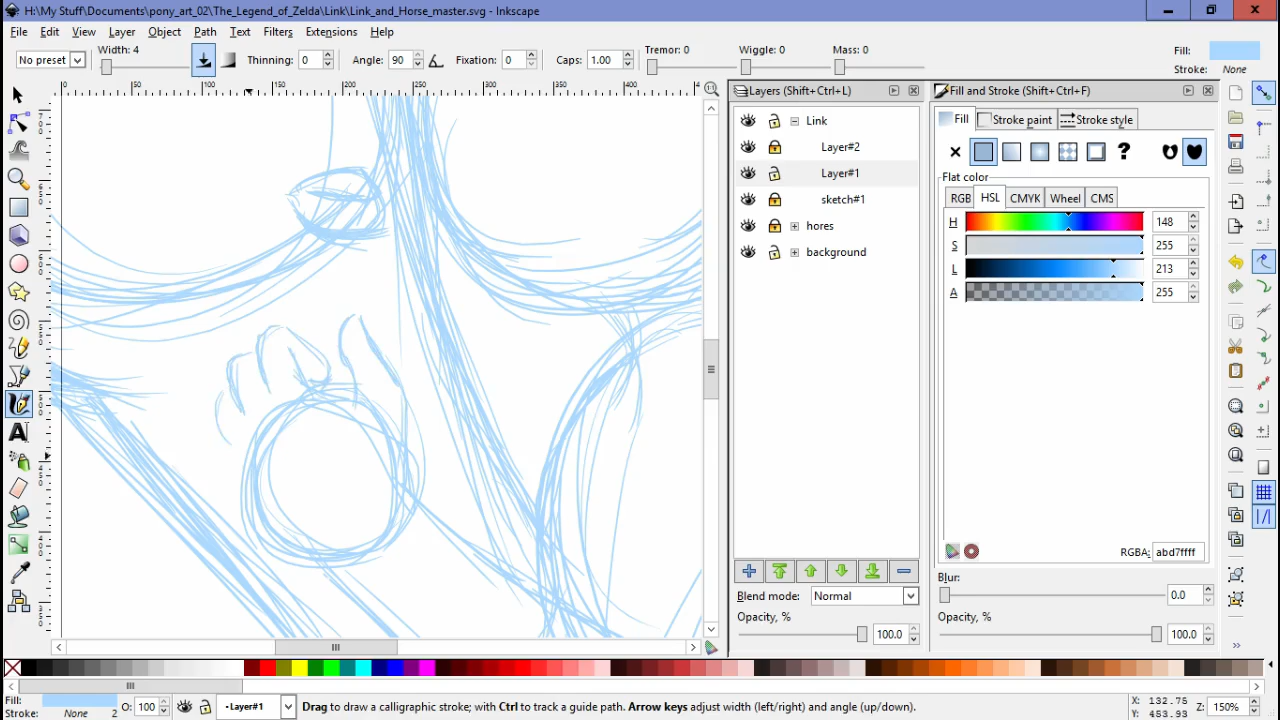 H:\My Stuff\Documents\pony_art_02\The_Legend_of_Zelda\Link\Link_and_Horse_master.svg - Inkscape
File Edit View Layer Object Path Text Filters Extensions Help
No preset Width: 4 Thinning: 0 Angle: 90 Fixation: 0 Caps: 1.00 Tremor: 0 Wiggle: 0 Mass: 0 Fill:
Stroke: None
Layers (Shift+Ctrl+L)
Link
Layer#2
Layer#1
sketch#1
hores
background
Blend mode: Normal
Opacity, %
100.0
Fill and Stroke (Shift+Ctrl+F)
Fill Stroke paint Stroke style
Flat color
RGB HSL CMYK Wheel CMS
H 148
S 255
L 213
A 255
RGBA: abd7ffff
Blur:
0.0
Opacity, %
100.0
Fill:
Stroke: None 2 O: 100 •Layer#1 Drag to draw a calligraphic stroke; with Ctrl to track a guide path. Arrow keys adjust width (left/right) and angle (up/down). X: 132.75
Y: 453.93 Z: 150%